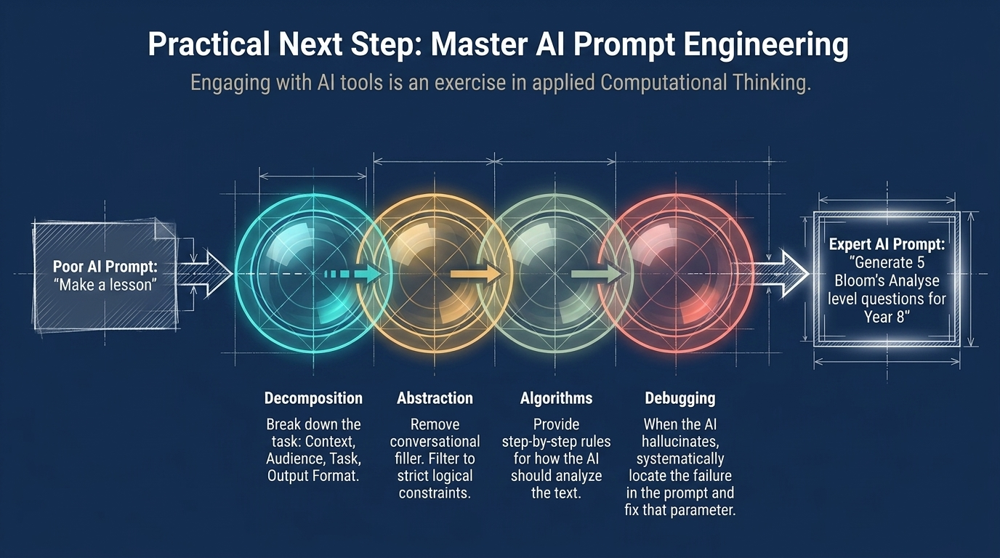 Practical Next Step: Master AI Prompt Engineering
Engaging with AI tools is an exercise in applied Computational Thinking.
Poor AI Prompt:
“Make a lesson”
Expert AI Prompt:
"Generate 5
Bloom's Analyse
level questions for
Year 8"
Decomposition
Break down the
task: Context,
Audience, Task,
Output Format.
Abstraction
Remove
conversational
filler. Filter to
strict logical
constraints.
Algorithms
Provide
step-by-step rules
for how the AI
should analyze
the text.
Debugging
When the AI
hallucinates,
systematically
locate the failure
in the prompt and
fix that parameter.